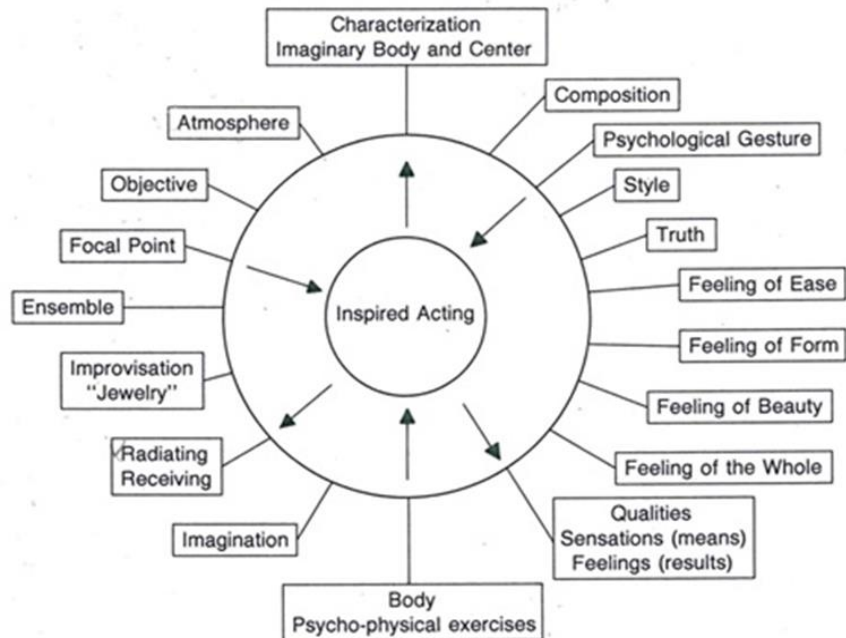 Characterization
Imaginary Body and Center
Composition
Atmosphere
Psychological Gesture
Objective
Style
Truth
Focal Point
Feeling of Ease
Ensemble
Inspired Acting
Feeling of Form
Improvisation
"Jewelry"
Feeling of Beauty
Radiating
Receiving
Feeling of the Whole
Qualities
Sensations (means)
Feelings (results)
Imagination
Body
Psycho-physical exercises